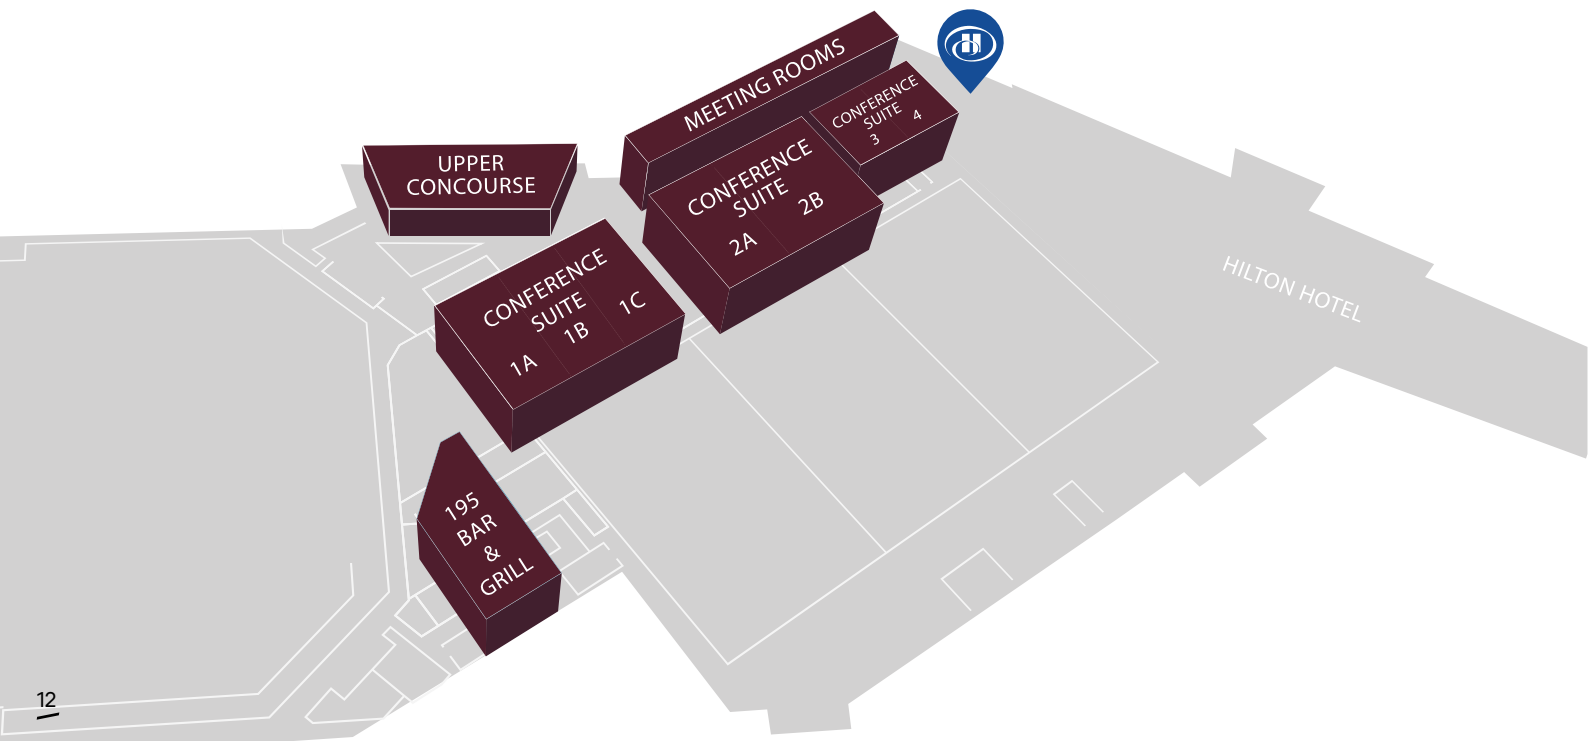 MEETING ROOMS
CONFERENCE
SUITE
3
4
UPPER
CONCOURSE
CONFERENCE
SUITE
2A
2B
CONFERENCE
SUITE
1A
1B
1C
HILTON HOTEL
195
BAR
&
GRILL
12